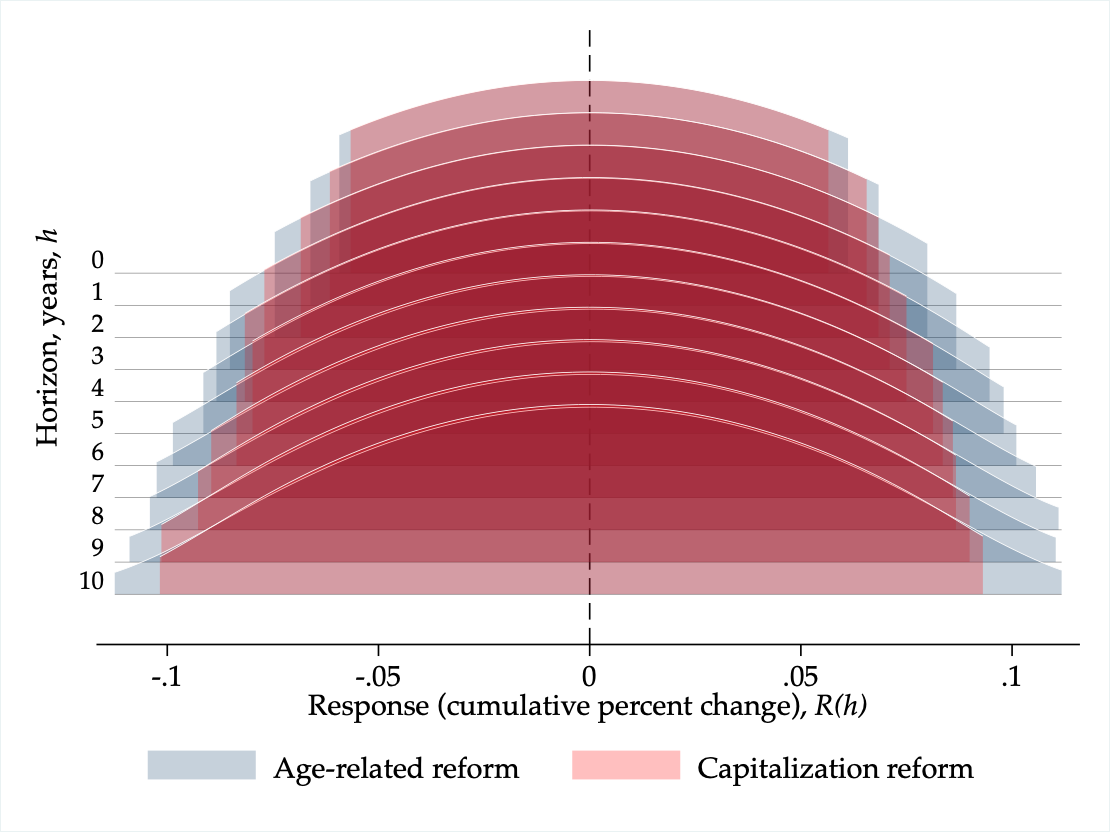 Horizon, years, h
0
1
2
3
4
5
6
7
8
9
10
-.1 -.05 0 .05 .1
Response (cumulative percent change), R(h)
Age-related reform Capitalization reform